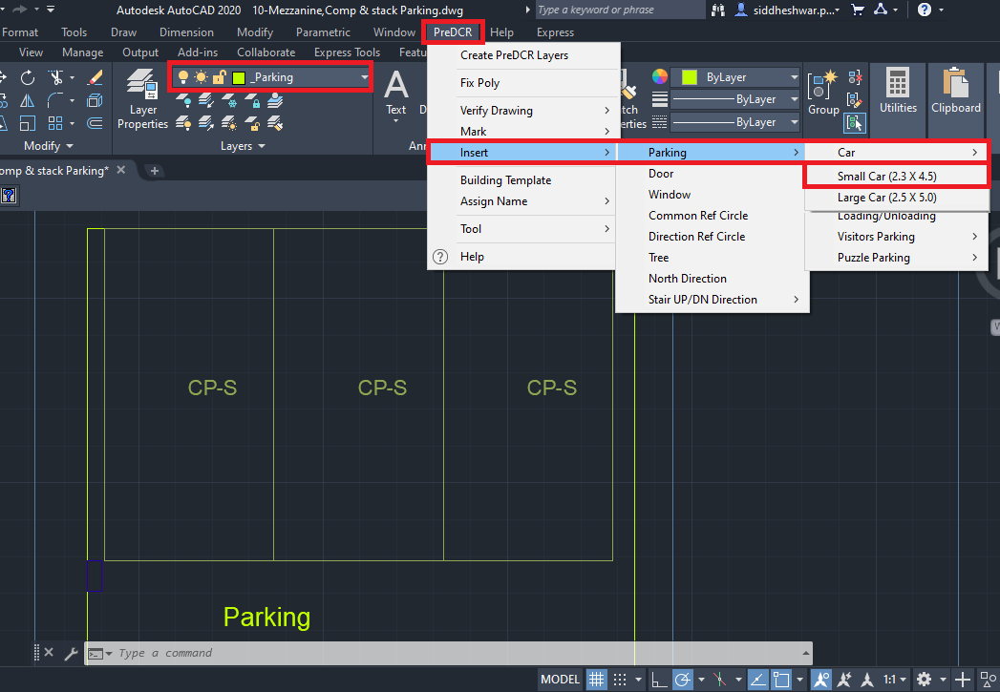 Autodesk AutoCAD 2020 10-Mezzanine,Comp & stack Parking.dwg
Type a keyword or phrase
siddheshwar.p...
Format Tools Draw Dimension Modify Parametric Window PreDCR Help Express
View Manage Output Add-ins Collaborate Express Tools Featu
Create PreDCR Layers
Fix Poly
Verify Drawing
Mark
Insert
Building Template
Assign Name
Tool
Help
_Parking
Layer
Properties
Text
D
Modify
Layers
Ann
tch
erties
ByLayer
ByLayer
ByLayer
Group
Utilities
Clipboard
omp & stack Parking*
Parking
Door
Window
Common Ref Circle
Direction Ref Circle
Tree
North Direction
Stair UP/DN Direction
Car
Small Car (2.3 X 4.5)
Large Car (2.5 X 5.0)
Loading/Unloading
Visitors Parking
Puzzle Parking
CP-S CP-S CP-S
W
Parking
Type a command
MODEL
1:1